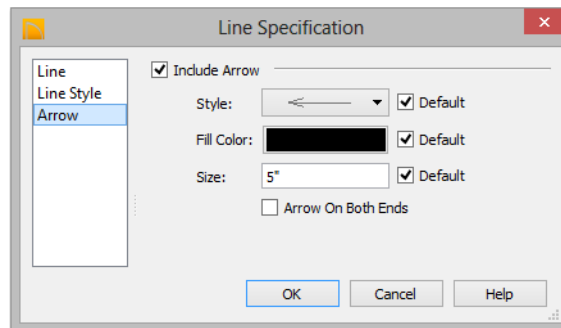 Line Specification
Line
Line Style
Arrow
Include Arrow
Style:
Default
Fill Color:
Default
Size:
5"
Default
Arrow On Both Ends
OK
Cancel
Help